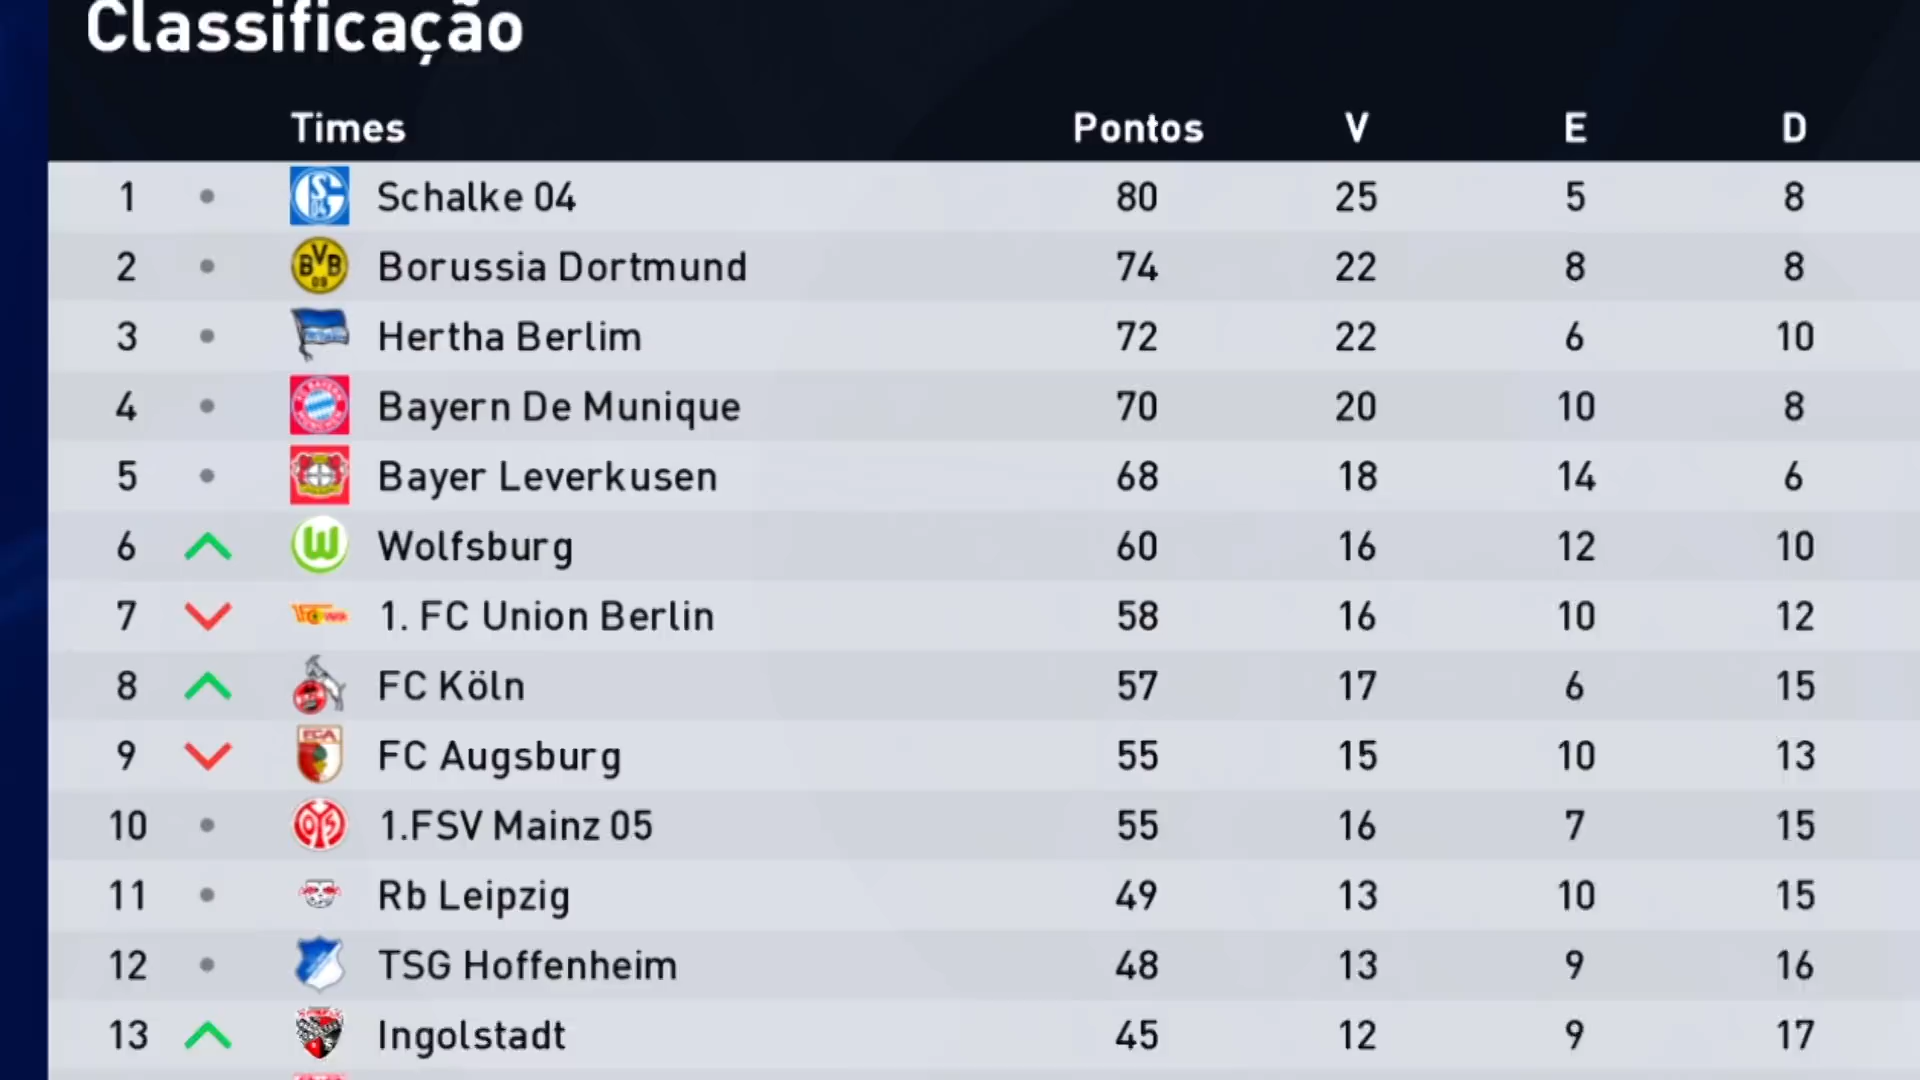 Classificação
Times Pontos V E D
1 Schalke 04 80 25 5 8
2 Borussia Dortmund 74 22 8 8
3 Hertha Berlim 72 22 6 10
4 Bayern De Munique 70 20 10 8
5 Bayer Leverkusen 68 18 14 6
6 Wolfsburg 60 16 12 10
7 1. FC Union Berlin 58 16 10 12
8 FC Köln 57 17 6 15
9 FC Augsburg 55 15 10 13
10 1.FSV Mainz 05 55 16 7 15
11 Rb Leipzig 49 13 10 15
12 TSG Hoffenheim 48 13 9 16
13 Ingolstadt 45 12 9 17